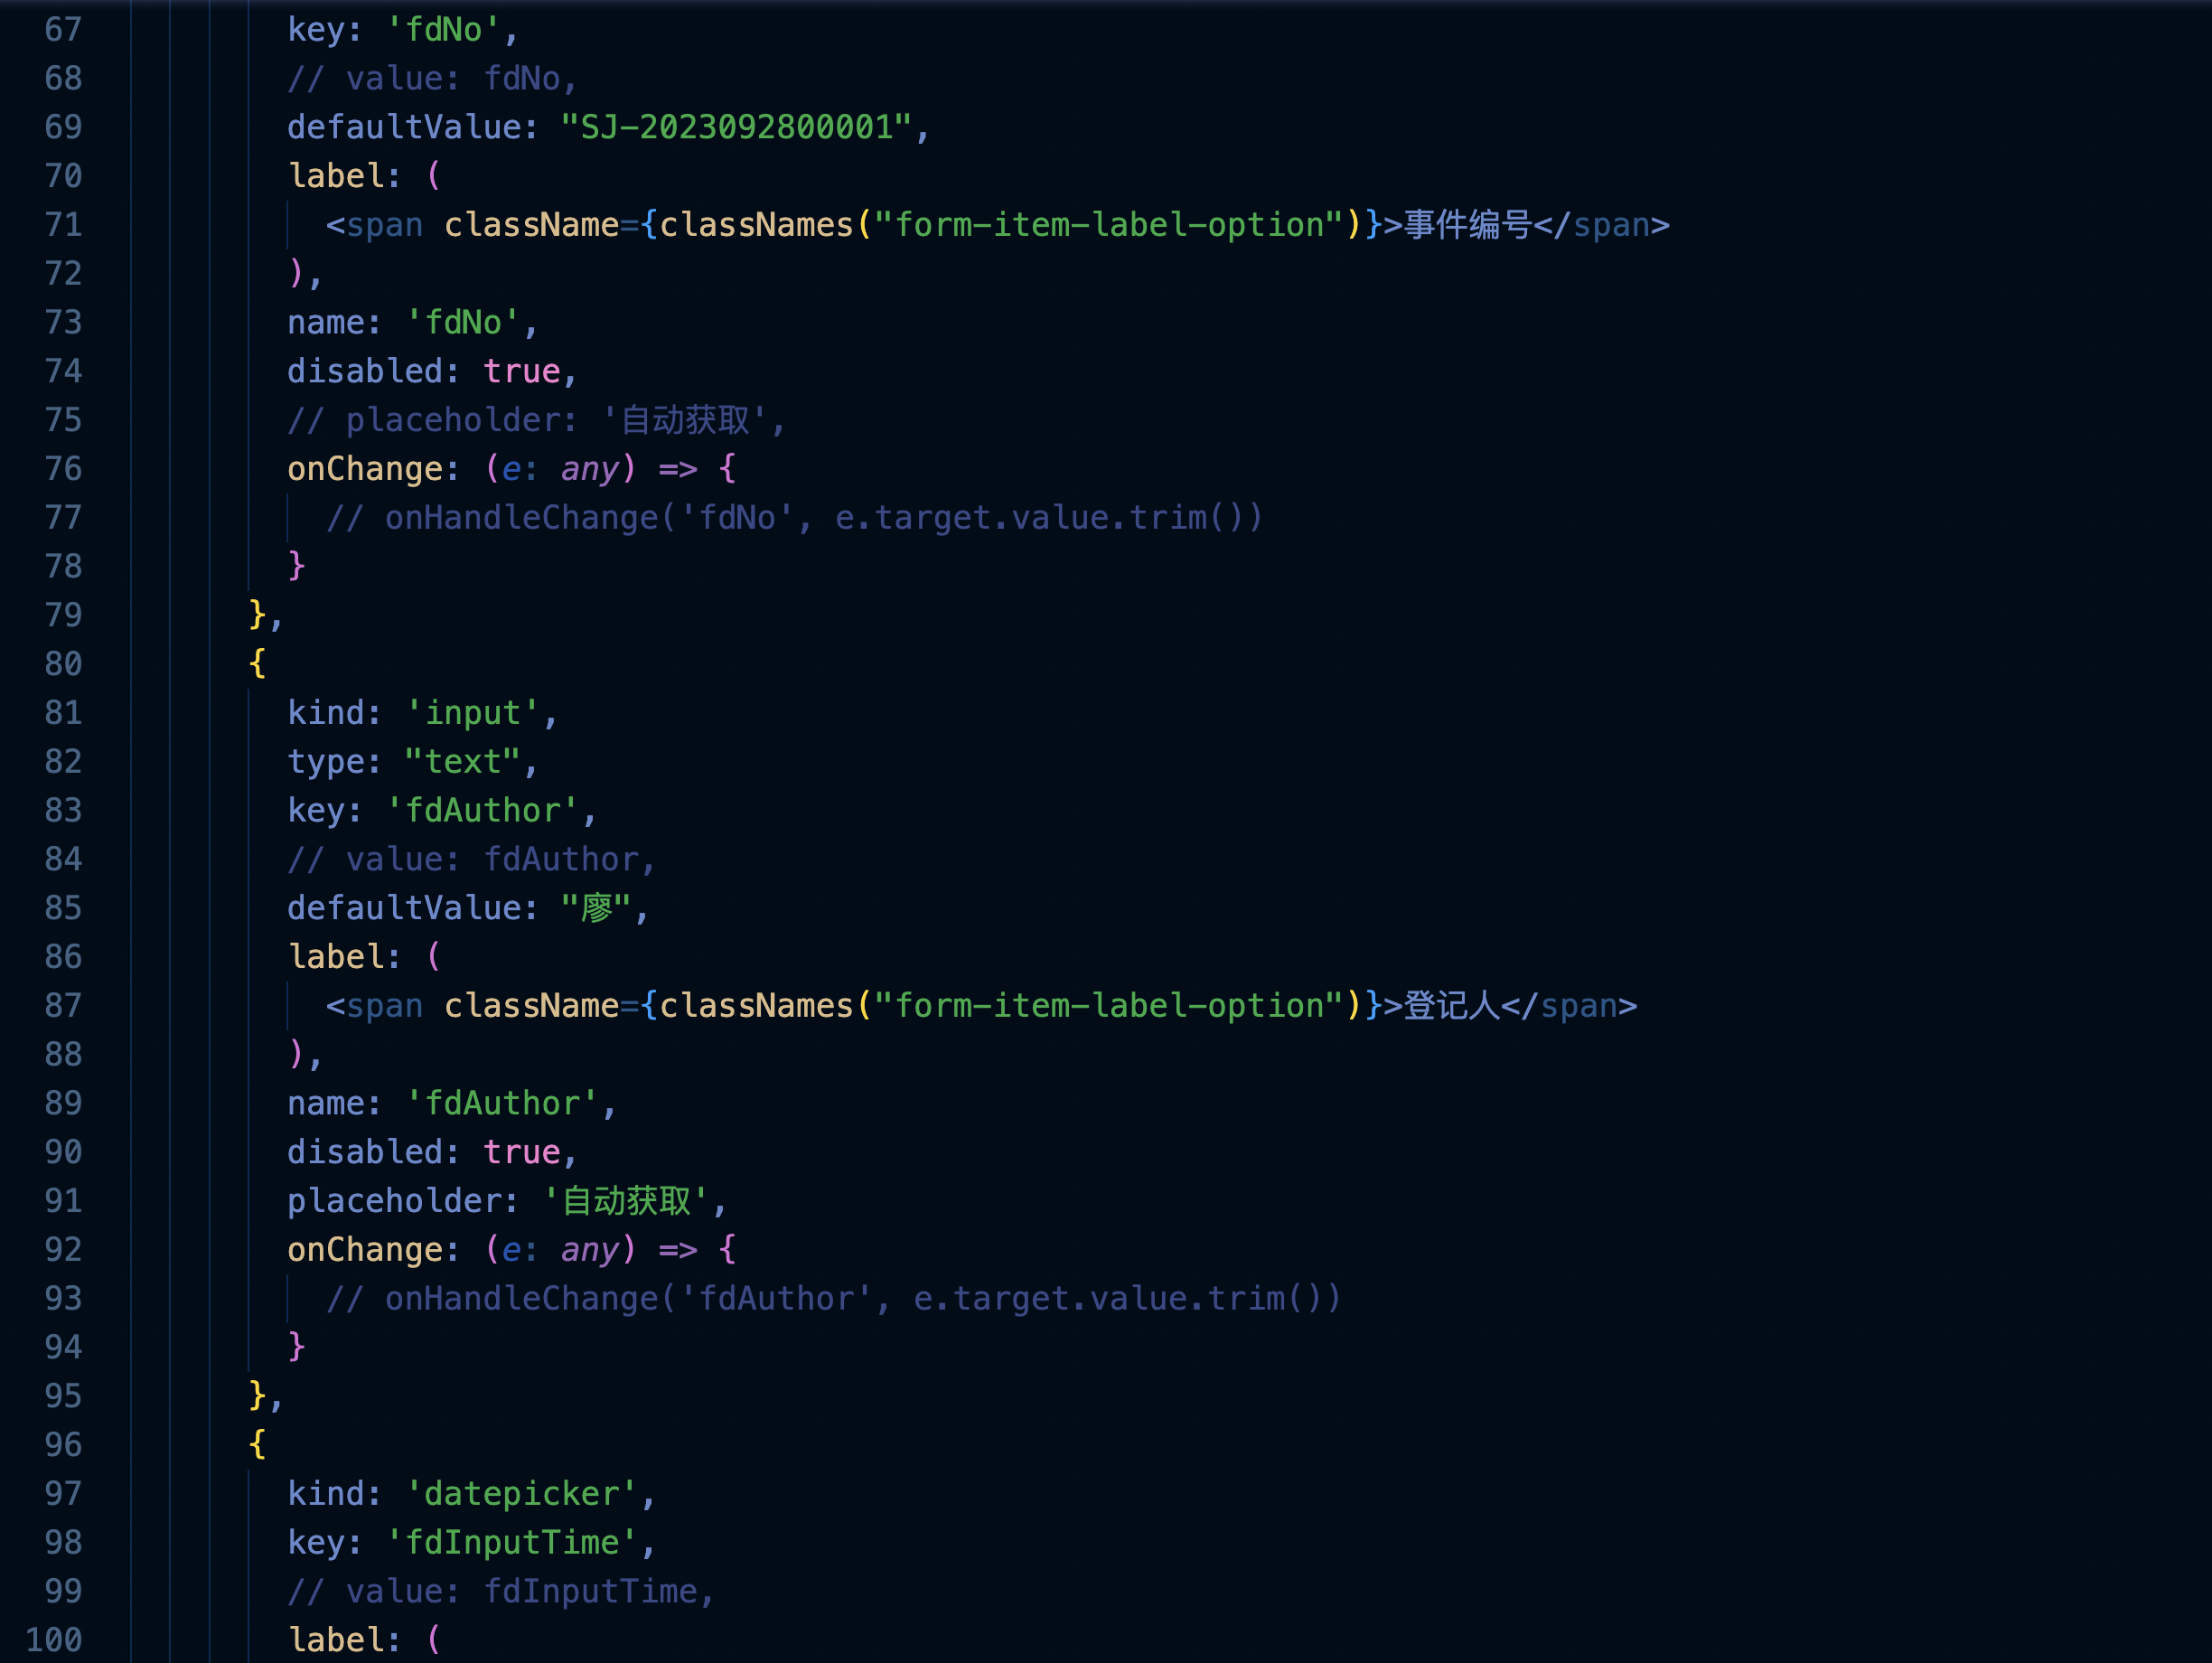 67 key: 'fdNo',
68 // value: fdNo,
69 defaultValue: "SJ-2023092800001",
70 label: (
71 <span className={classNames("form-item-label-option")}>事件编号</span>
72 ),
73 name: 'fdNo',
74 disabled: true,
75 // placeholder: '自动获取',
76 onChange: (e: any) => {
77 // onHandleChange('fdNo', e.target.value.trim())
78 }
79 },
80 {
81 kind: 'input',
82 type: "text",
83 key: 'fdAuthor',
84 // value: fdAuthor,
85 defaultValue: "廖",
86 label: (
87 <span className={classNames("form-item-label-option")}>登记人</span>
88 ),
89 name: 'fdAuthor',
90 disabled: true,
91 placeholder: '自动获取',
92 onChange: (e: any) => {
93 // onHandleChange('fdAuthor', e.target.value.trim())
94 }
95 },
96 {
97 kind: 'datepicker',
98 key: 'fdInputTime',
99 // value: fdInputTime,
100 label: (